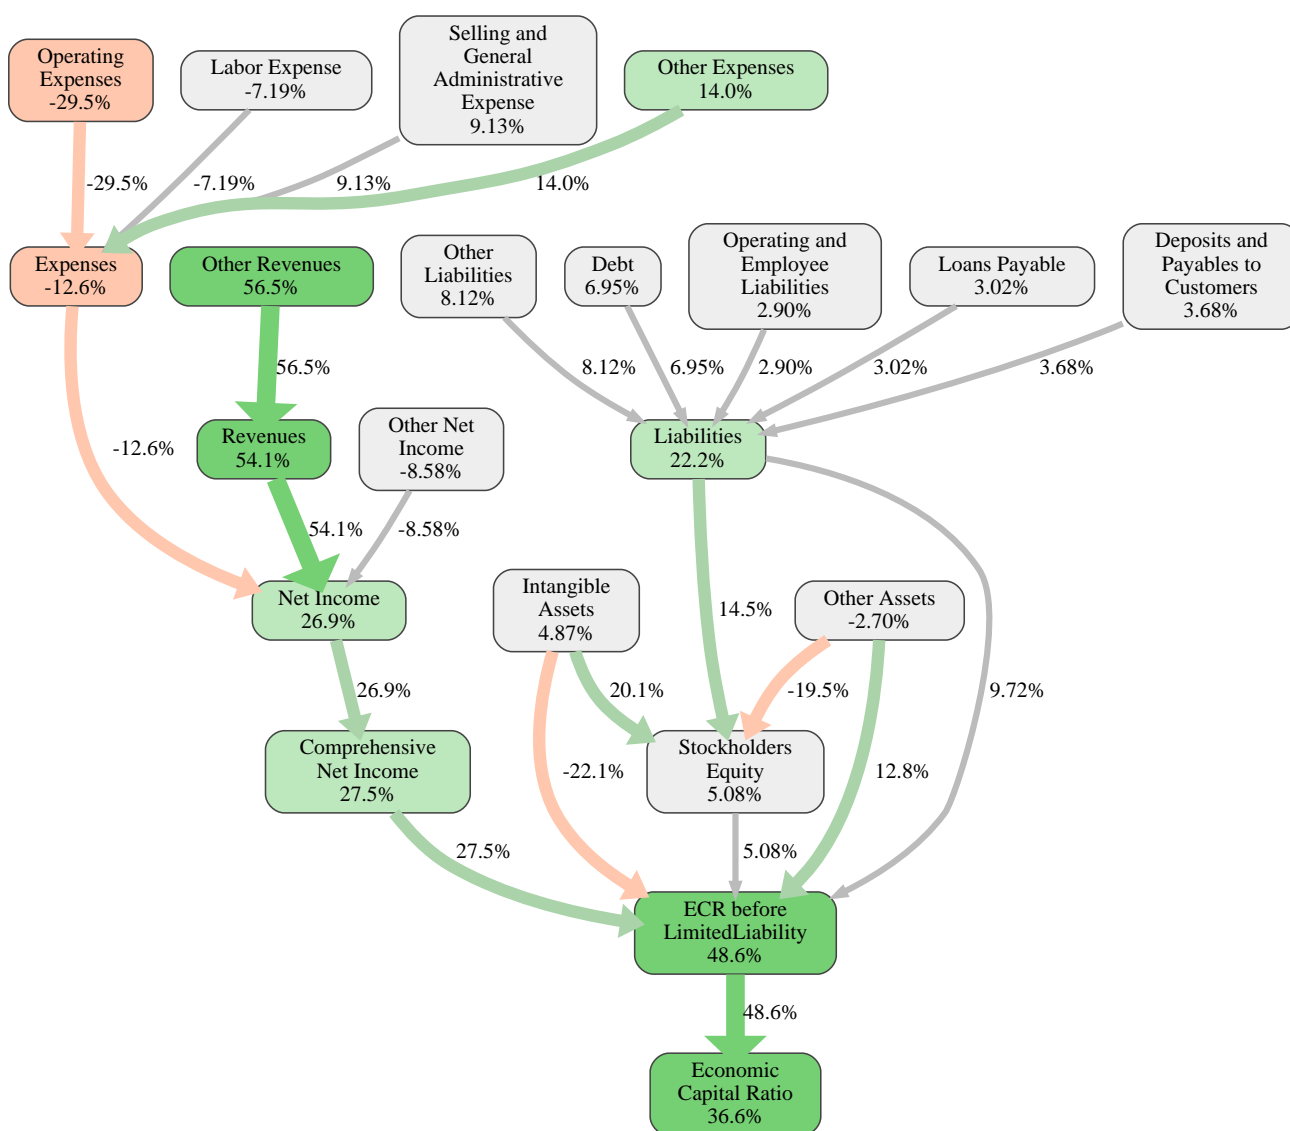 Operating
Expenses
-29.5%
Labor Expense
-7.19%
Selling and
General
Administrative
Expense
9.13%
Other Expenses
14.0%
-29.5%
-7.19%
9.13%
14.0%
Expenses
-12.6%
Other Revenues
56.5%
Other
Liabilities
8.12%
Debt
6.95%
Operating and
Employee
Liabilities
2.90%
Loans Payable
3.02%
Deposits and
Payables to
Customers
3.68%
56.5%
8.12%
6.95%
2.90%
3.02%
3.68%
-12.6%
Revenues
54.1%
Other Net
Income
-8.58%
Liabilities
22.2%
54.1%
-8.58%
Net Income
26.9%
Intangible
Assets
4.87%
14.5%
Other Assets
-2.70%
26.9%
20.1%
-19.5%
9.72%
Comprehensive
Net Income
27.5%
-22.1%
Stockholders
Equity
5.08%
12.8%
27.5%
5.08%
ECR before
LimitedLiability
48.6%
48.6%
Economic
Capital Ratio
36.6%